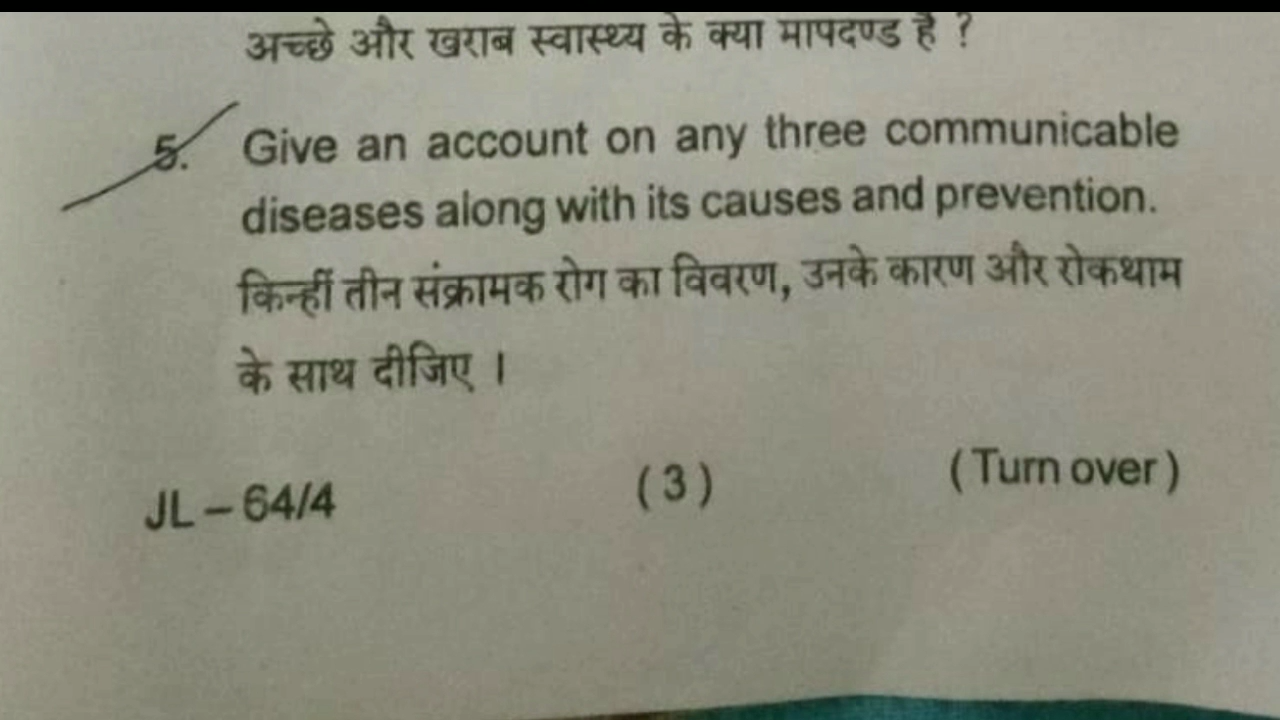 अच्छे और खराब स्वास्थ्य के क्या मापदण्ड है ?
5. Give an account on any three communicable
diseases along with its causes and prevention.
किन्हीं तीन संक्रामक रोग का विवरण, उनके कारण और रोकथाम
के साथ दीजिए ।
JL – 64/4 (3) (Turn over)